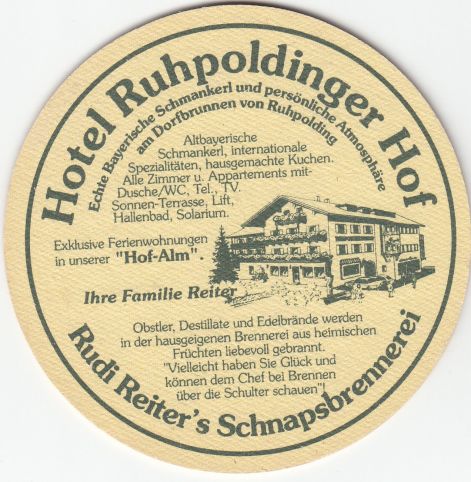 Hotel Ruhpoldinger Hof
Echte Bayerische Schmankerl und persönliche Atmosphäre
am Dorfbrunnen von Ruhpolding
Altbayerische
Schmankerl, internationale
Spezialitäten, hausgemachte Kuchen.
Alle Zimmer u. Appartements mit-
Dusche/WC, Tel., TV.
Sonnen-Terrasse, Lift,
Hallenbad, Solarium.
Exklusive Ferienwohnungen
in unserer "Hof-Alm".
Ihre Familie Reiter
Obstler, Destillate und Edelbrände werden
in der hauseigenen Brennerei aus heimischen
Früchten liebevoll gebrannt.
"Vielleicht haben Sie Glück und
können dem Chef bei Brennen
über die Schulter schauen"!
Rudi Reiter's Schnapsbrennerei